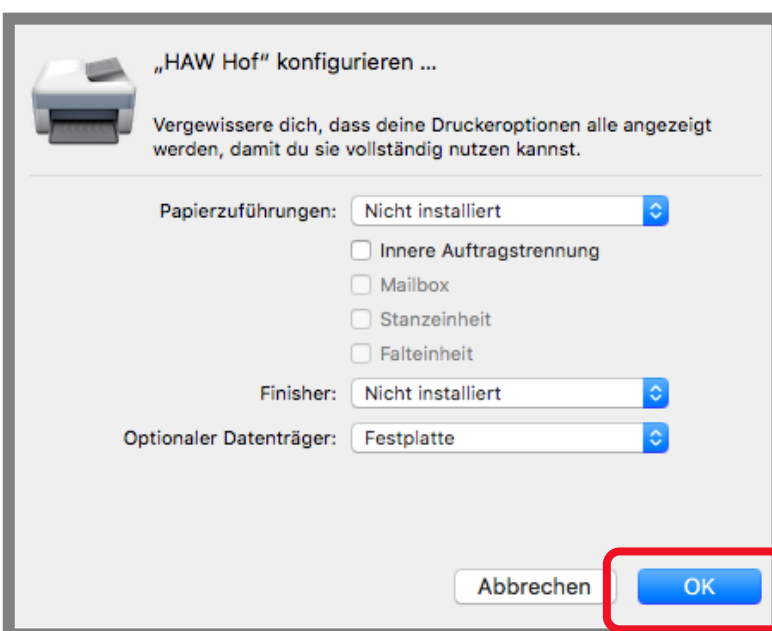 „HAW Hof“ konfigurieren ...
Vergewissere dich, dass deine Druckeroptionen alle angezeigt
werden, damit du sie vollständig nutzen kannst.
Papierzuführungen: Nicht installiert
Innere Auftragstrennung
Mailbox
Stanzeinheit
Falteinheit
Finisher: Nicht installiert
Optionaler Datenträger: Festplatte
Abbrechen OK